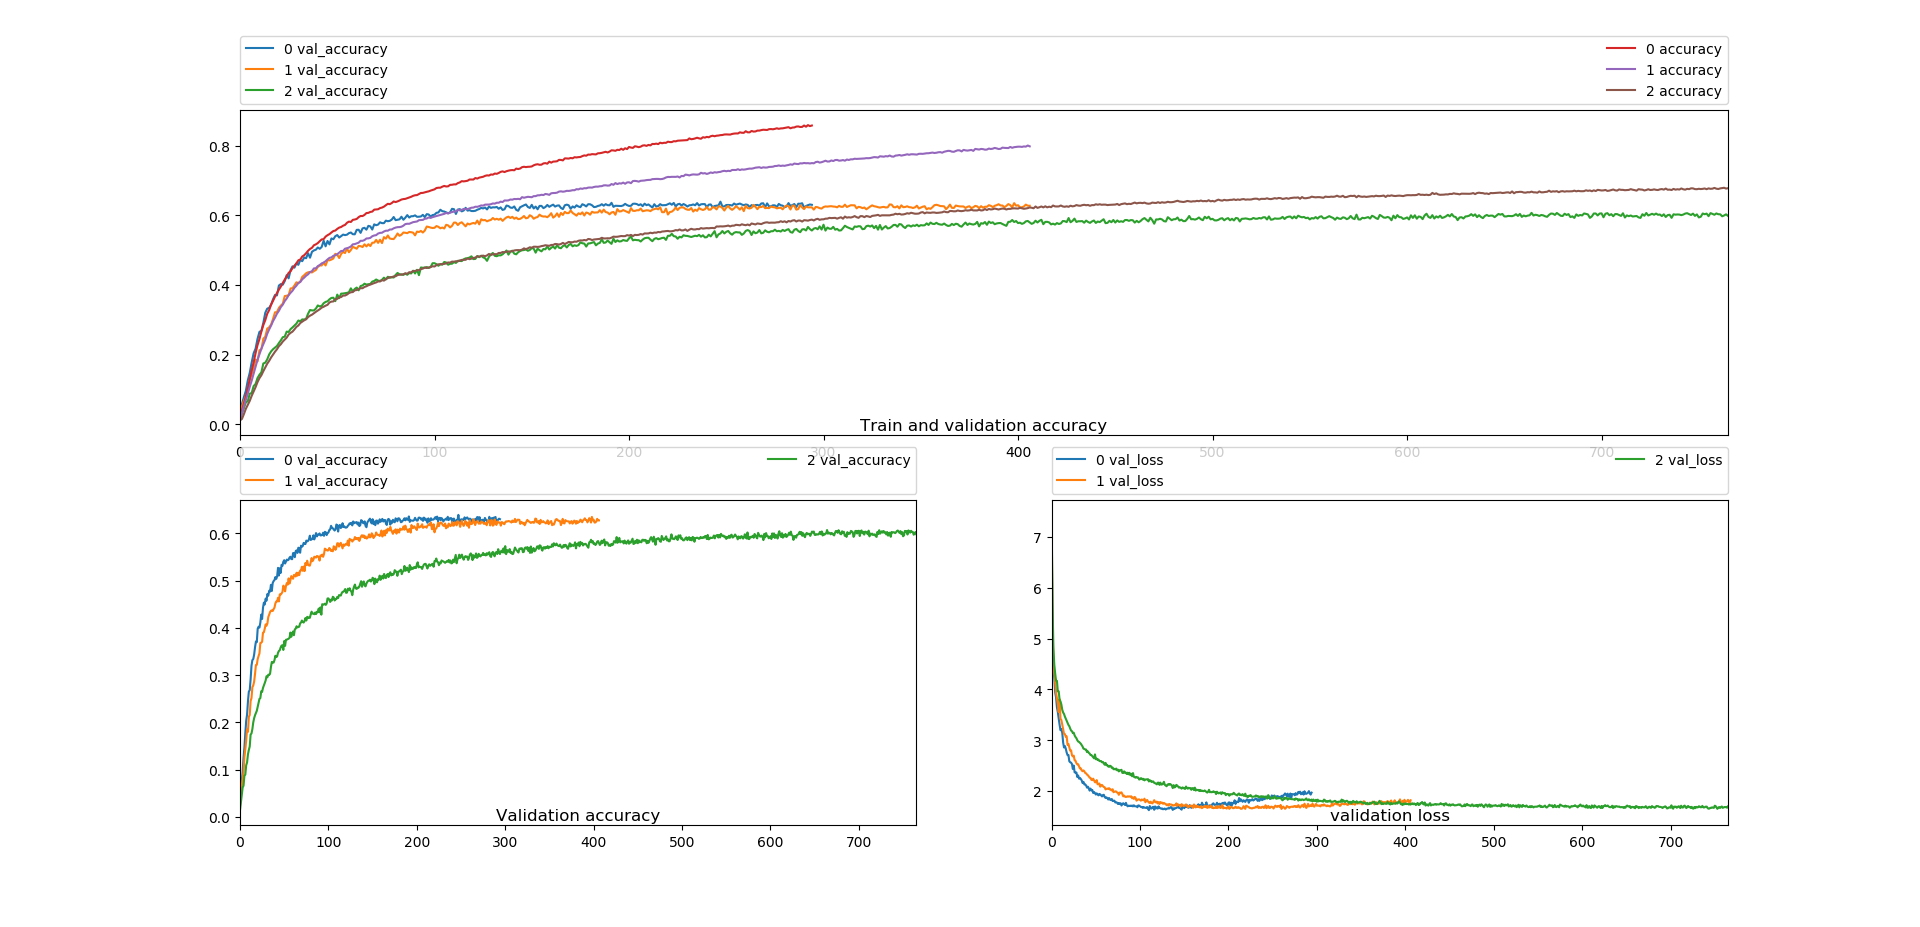 0 val_accuracy
1 val_accuracy
2 val_accuracy
0 accuracy
1 accuracy
2 accuracy
0.8
0.6
0.4
0.2
0.0
Train and validation accuracy
0 100 200 300 400 500 600 700
0 val_accuracy
1 val_accuracy
2 val_accuracy
0.6
0.5
0.4
0.3
0.2
0.1
0.0
Validation accuracy
0 100 200 300 400 500 600 700
0 val_loss
1 val_loss
2 val_loss
7
6
5
4
3
2
validation loss
0 100 200 300 400 500 600 700